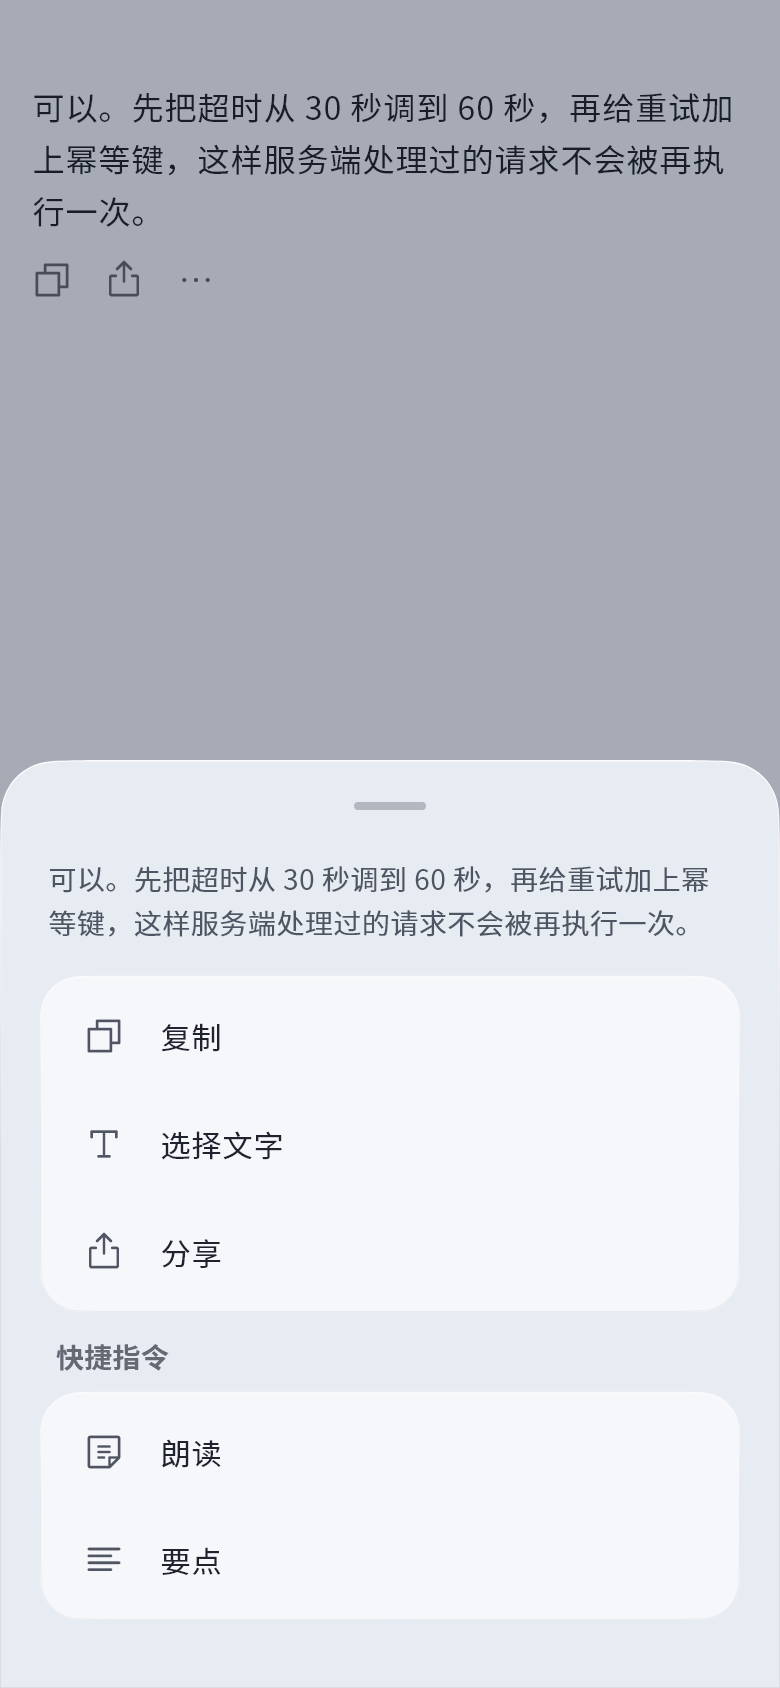 可以。先把超时从 30 秒调到 60 秒，再给重试加
上幂等键，这样服务端处理过的请求不会被再执
行一次。
可以。先把超时从 30 秒调到 60 秒，再给重试加上幂
等键，这样服务端处理过的请求不会被再执行一次。
复制
选择文字
分享
快捷指令
朗读
要点